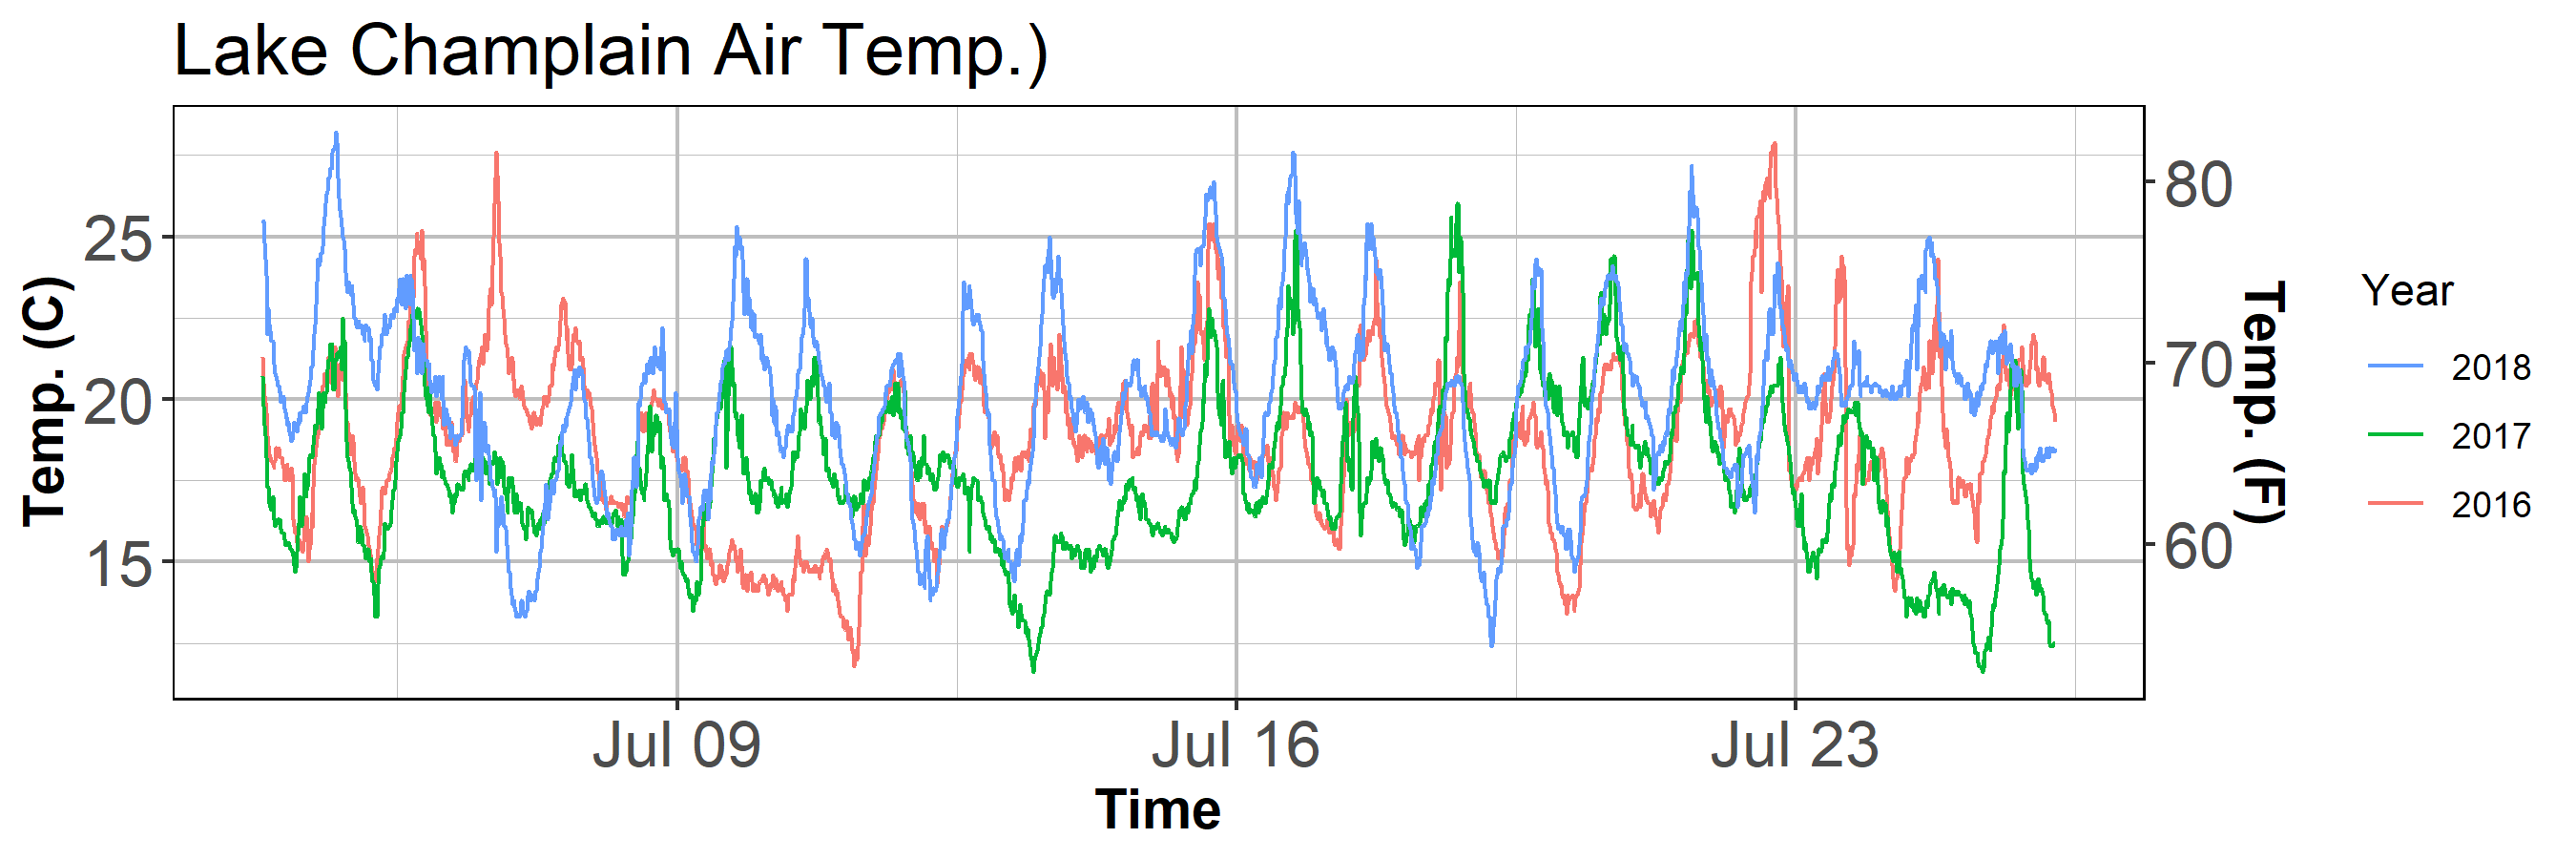 Lake Champlain Air Temp.)
Temp. (C)
25
20
15
80
70
60
Temp. (F)
Jul 09
Jul 16
Jul 23
Time
Year
2018
2017
2016